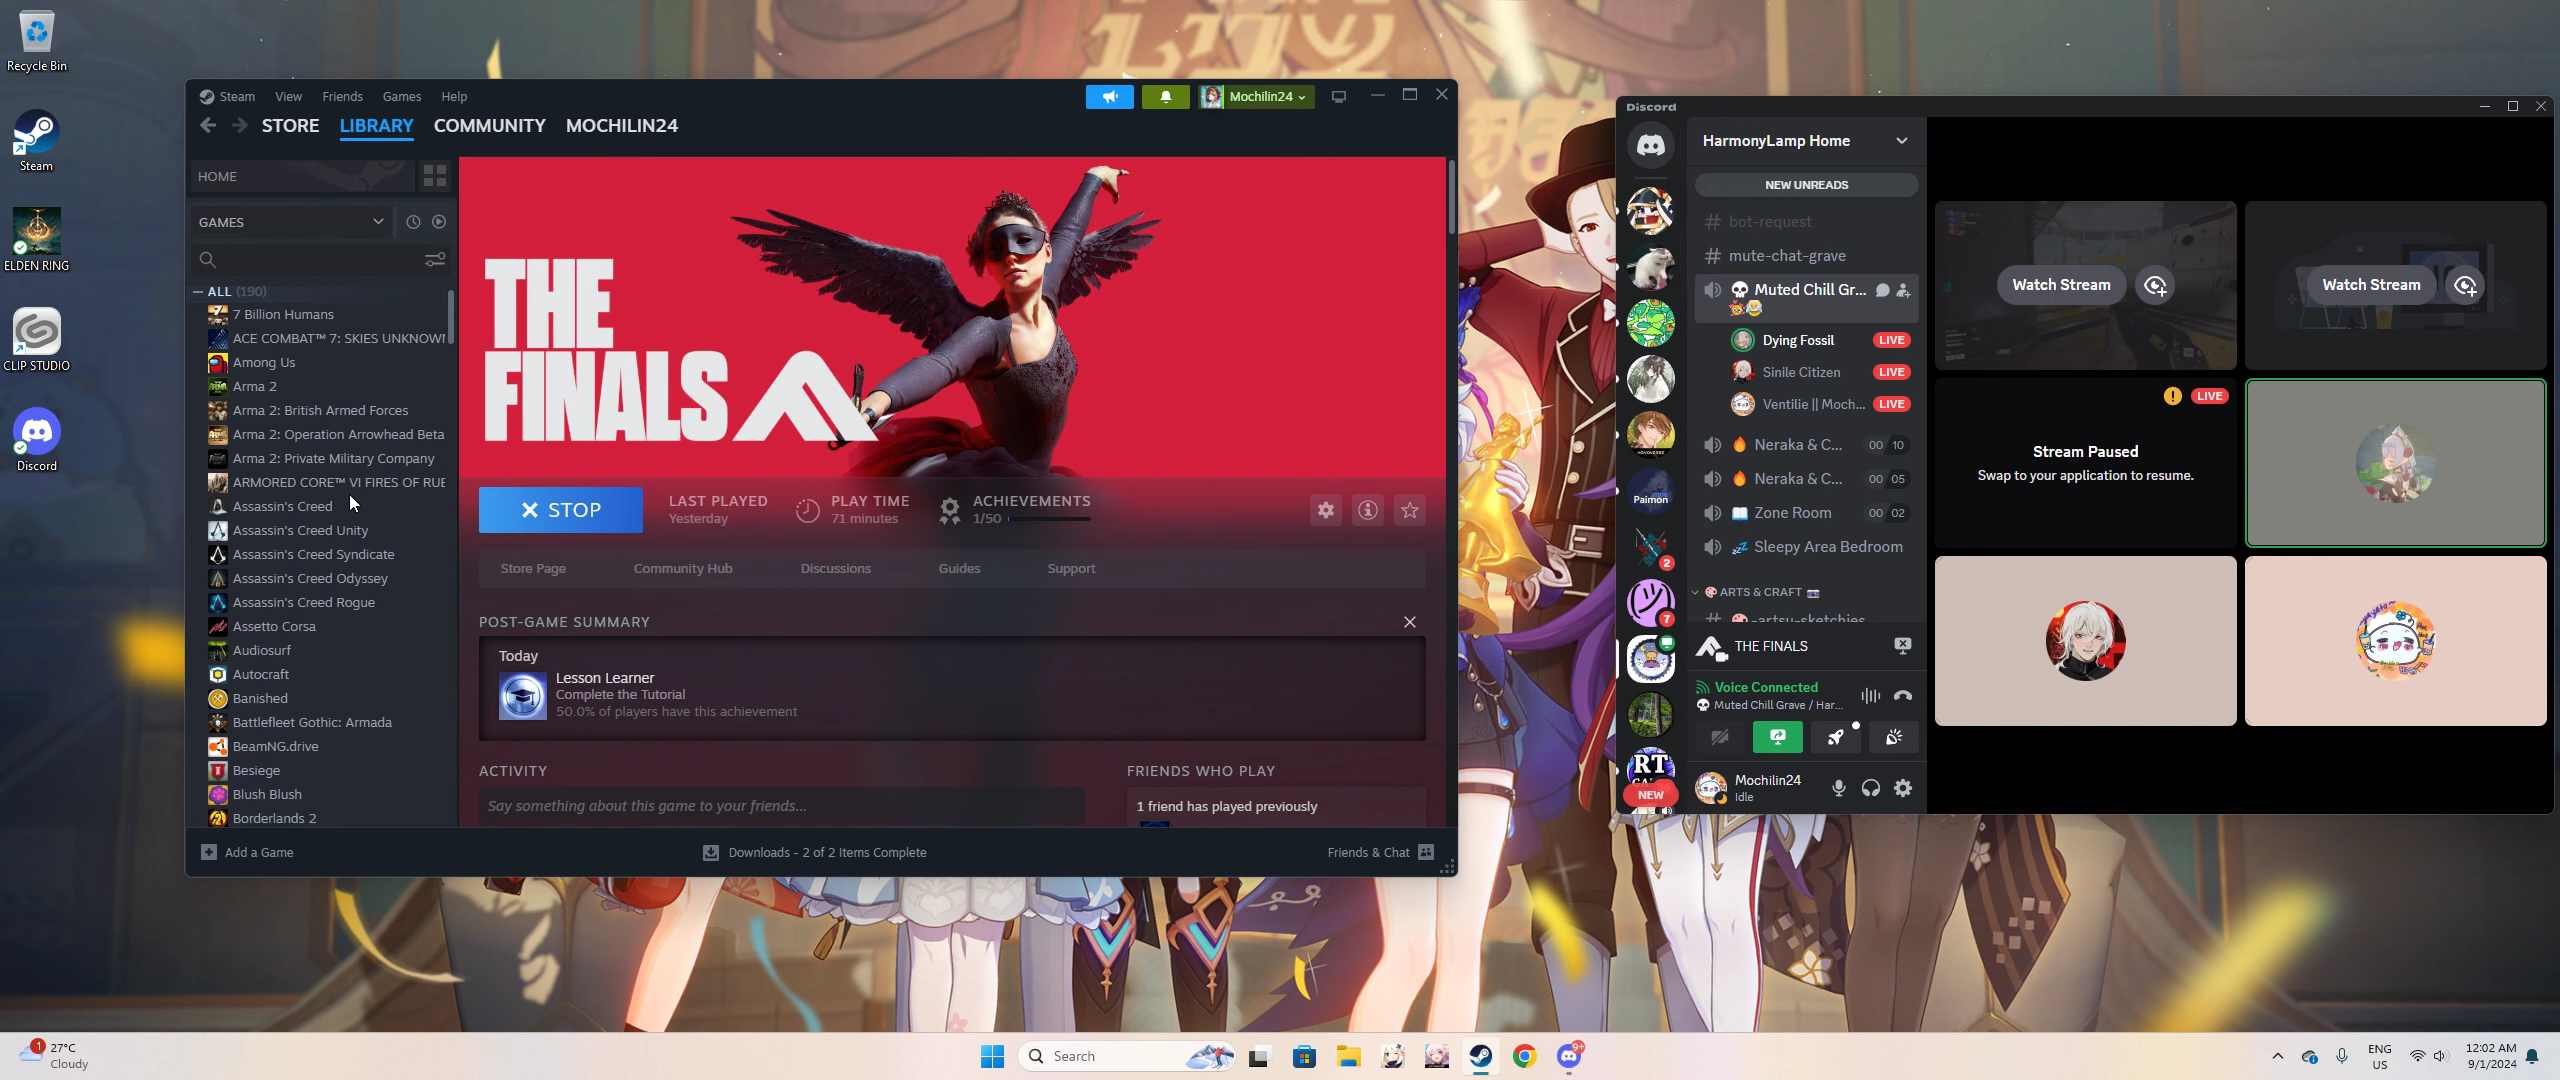 Recycle Bin
Steam
ELDEN RING
CLIP STUDIO
Discord
Steam View Friends Games Help
Mochilin24
STORE LIBRARY COMMUNITY MOCHILIN24
HOME
GAMES
ALL (190)
7 Billion Humans
ACE COMBAT™ 7: SKIES UNKNOWN
Among Us
Arma 2
Arma 2: British Armed Forces
Arma 2: Operation Arrowhead Beta
Arma 2: Private Military Company
ARMORED CORE™ VI FIRES OF RUB
Assassin's Creed
Assassin's Creed Unity
Assassin's Creed Syndicate
Assassin's Creed Odyssey
Assassin's Creed Rogue
Assetto Corsa
Audiosurf
Autocraft
Banished
Battlefleet Gothic: Armada
BeamNG.drive
Besiege
Blush Blush
Borderlands 2
THE
FINALS
STOP
LAST PLAYED
Yesterday
PLAY TIME
71 minutes
ACHIEVEMENTS
1/50
Store Page Community Hub Discussions Guides Support
POST-GAME SUMMARY
Today
Lesson Learner
Complete the Tutorial
50.0% of players have this achievement
ACTIVITY
Say something about this game to your friends...
FRIENDS WHO PLAY
1 friend has played previously
Add a Game
Downloads - 2 of 2 Items Complete
Friends & Chat
Discord
HarmonyLamp Home
NEW UNREADS
# bot-request
# mute-chat-grave
Muted Chill Gr...
Dying Fossil LIVE
Sinile Citizen LIVE
Ventilie || Moch... LIVE
Neraka & C... 00 10
Neraka & C... 00 05
Zone Room 00 02
Sleepy Area Bedroom
ARTS & CRAFT
# -artsu-sketchies
THE FINALS
Voice Connected
Muted Chill Grave / Har...
Mochilin24
Idle
Paimon
2
7
RT
NEW
Watch Stream
Watch Stream
LIVE
Stream Paused
Swap to your application to resume.
1
27°C
Cloudy
Search
9+
ENG
US
12:02 AM
9/1/2024